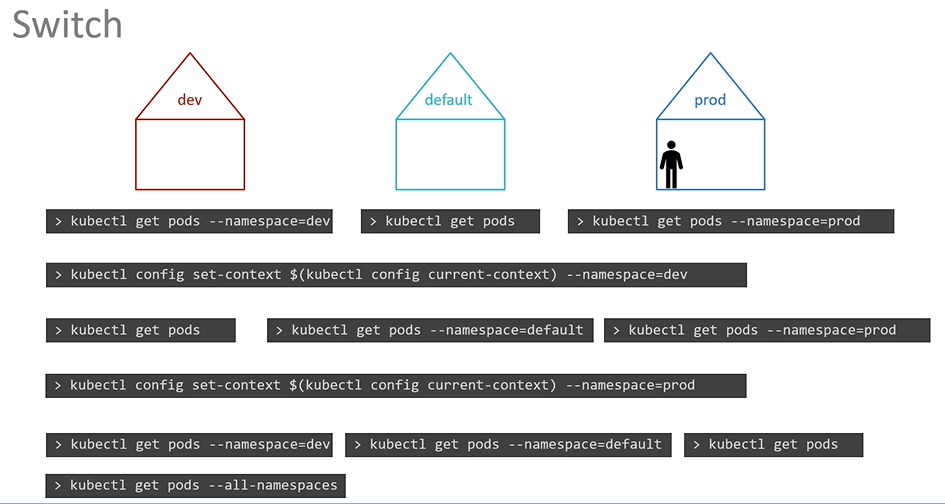 Switch
dev
default
prod
> kubectl get pods --namespace=dev
> kubectl get pods
> kubectl get pods --namespace=prod
> kubectl config set-context $(kubectl config current-context) --namespace=dev
> kubectl get pods
> kubectl get pods --namespace=default
> kubectl get pods --namespace=prod
> kubectl config set-context $(kubectl config current-context) --namespace=prod
> kubectl get pods --namespace=dev
> kubectl get pods --namespace=default
> kubectl get pods
> kubectl get pods --all-namespaces